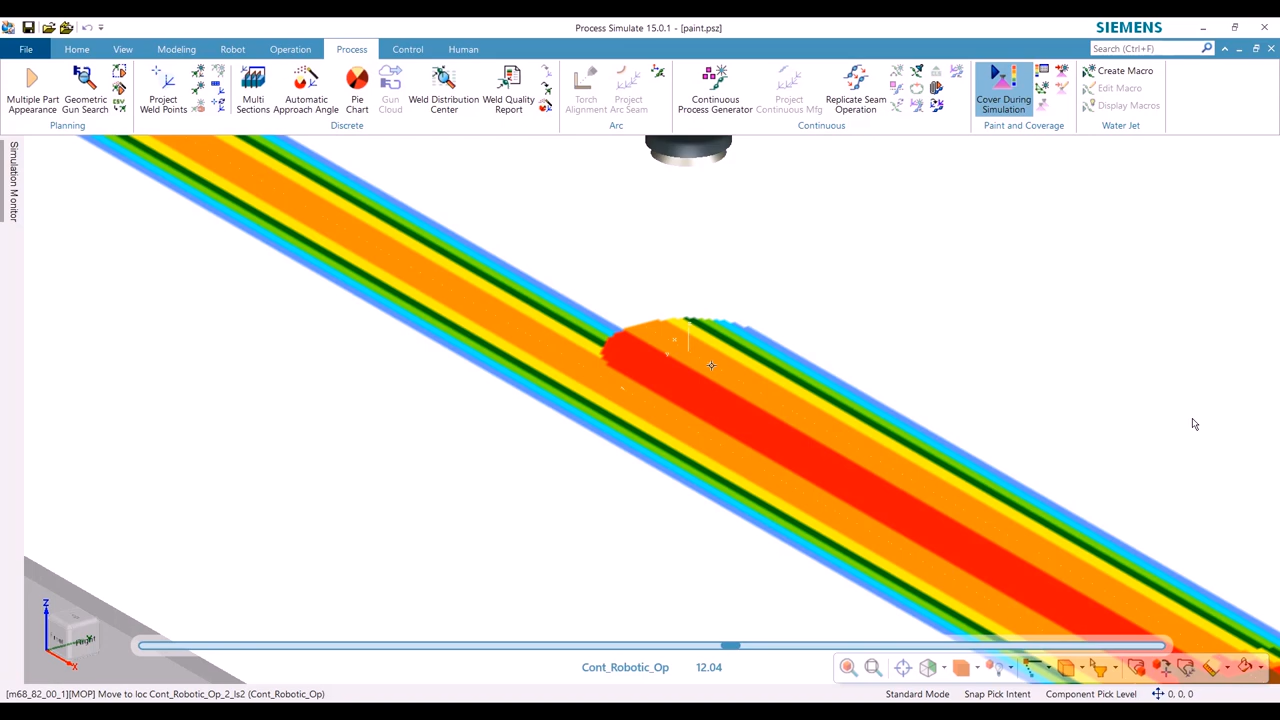 Process Simulate 15.0.1 - [paint.psz]
SIEMENS
File Home View Modeling Robot Operation Process Control Human
Search (Ctrl+F)
Multiple Part Appearance
Geometric Gun Search
CSV
Planning
Project Weld Points
Multi Sections
Automatic Approach Angle
Pie Chart
Gun Cloud
Weld Distribution Center
Weld Quality Report
Discrete
Torch Alignment
Project Arc Seam
Arc
Continuous Process Generator
Project Continuous Mfg
Replicate Seam Operation
Continuous
Cover During Simulation
Paint and Coverage
Create Macro
Edit Macro
Display Macros
Water Jet
Simulation Monitor
X
Y
Z
Right
X
Cont_Robotic_Op 12.04
[m68_82_00_1][MOP] Move to loc Cont_Robotic_Op_2_ls2 (Cont_Robotic_Op)
Standard Mode Snap Pick Intent Component Pick Level 0, 0, 0